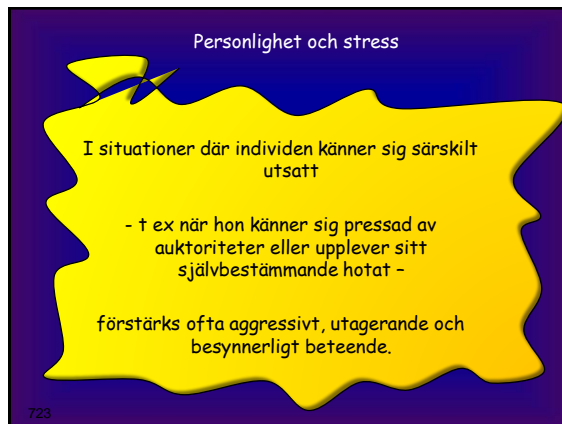 Personlighet och stress
I situationer där individen känner sig särskilt
utsatt
- t ex när hon känner sig pressad av
auktoriteter eller upplever sitt
självbestämmande hotat –
förstärks ofta aggressivt, utagerande och
besynnerligt beteende.
723